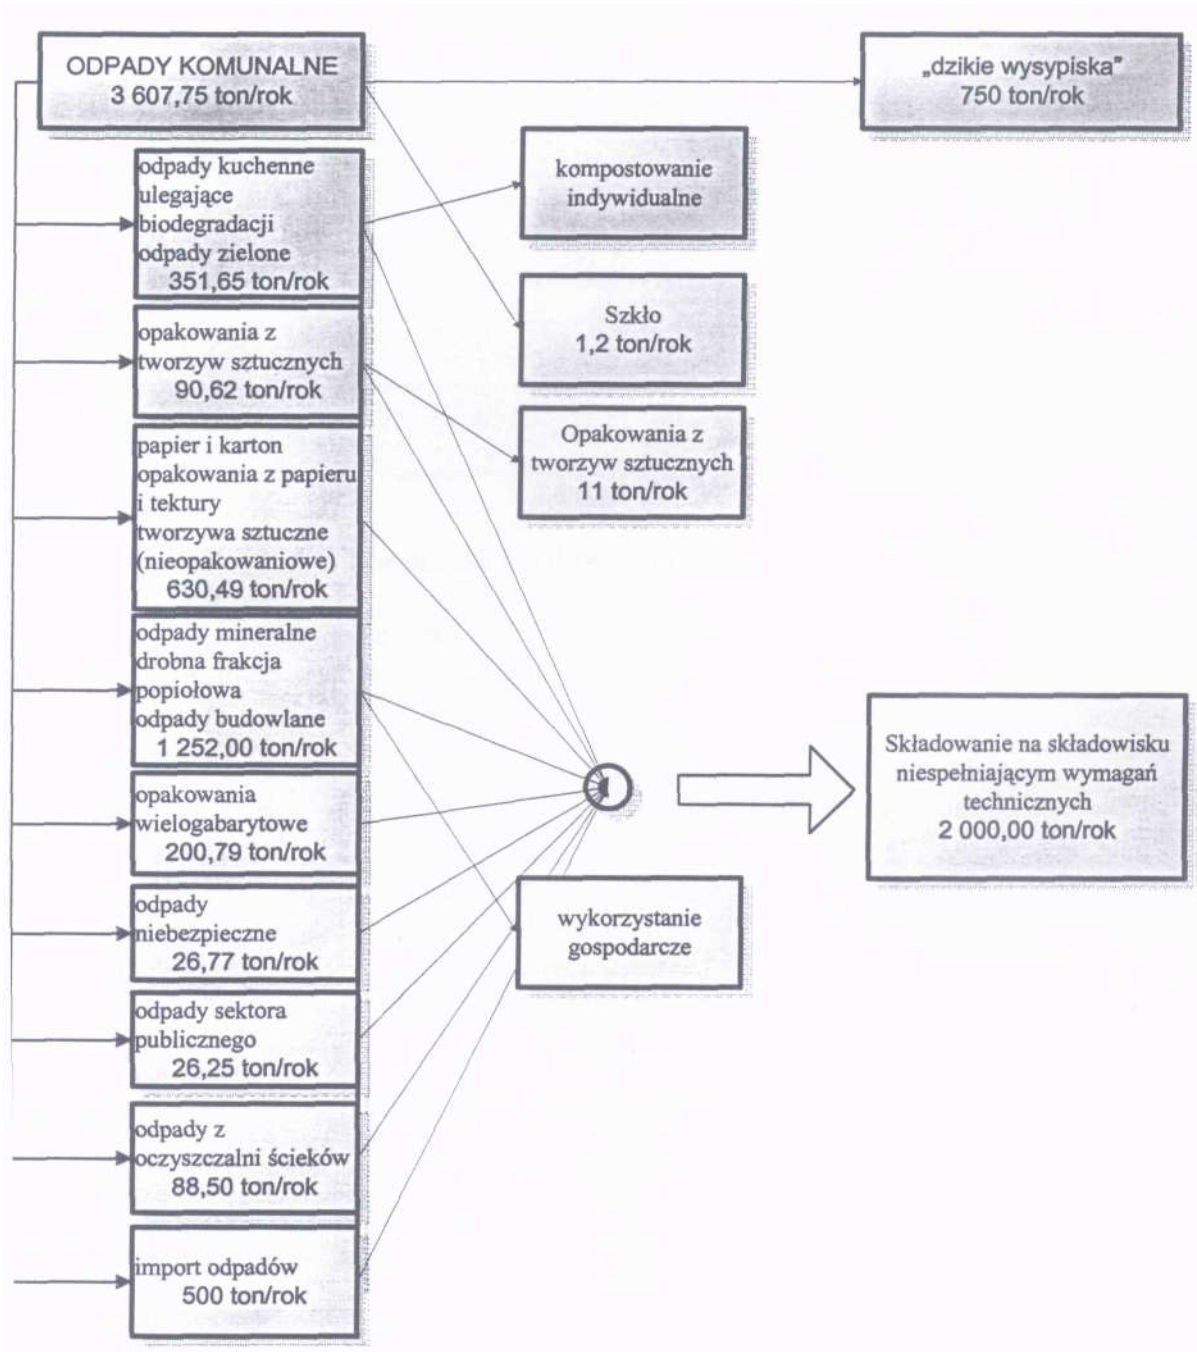 ODPADY KOMUNALNE
3 607,75 ton/rok
„dzikie wysypiska"
750 ton/rok
odpady kuchenne
ulegające
biodegradacji
odpady zielone
351,65 ton/rok
kompostowanie
indywidualne
Szkło
1,2 ton/rok
opakowania z
tworzyw sztucznych
90,62 ton/rok
Opakowania z
tworzyw sztucznych
11 ton/rok
papier i karton
opakowania z papieru
i tektury
tworzywa sztuczne
(nieopakowaniowe)
630,49 ton/rok
odpady mineralne
drobna frakcja
popiołowa
odpady budowlane
1 252,00 ton/rok
Składowanie na składowisku
niespełniającym wymagań
technicznych
2 000,00 ton/rok
opakowania
wielogabarytowe
200,79 ton/rok
odpady
niebezpieczne
26,77 ton/rok
wykorzystanie
gospodarcze
odpady sektora
publicznego
26,25 ton/rok
odpady z
oczyszczalni ścieków
88,50 ton/rok
import odpadów
500 ton/rok